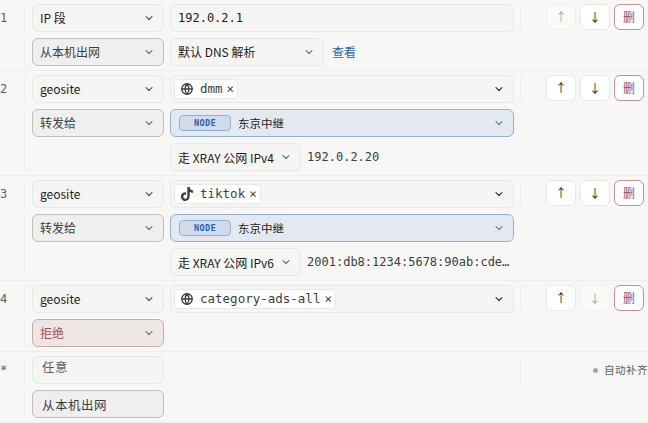 1 IP 段 192.0.2.1 ↑ ↓ 删
从本机出网 默认 DNS 解析 查看
2 geosite dmm × ↑ ↓ 删
转发给 NODE 东京中继
走 XRAY 公网 IPv4 192.0.2.20
3 geosite tiktok × ↑ ↓ 删
转发给 NODE 东京中继
走 XRAY 公网 IPv6 2001:db8:1234:5678:90ab:cde…
4 geosite category-ads-all × ↑ ↓ 删
拒绝
* 任意 自动补齐
从本机出网